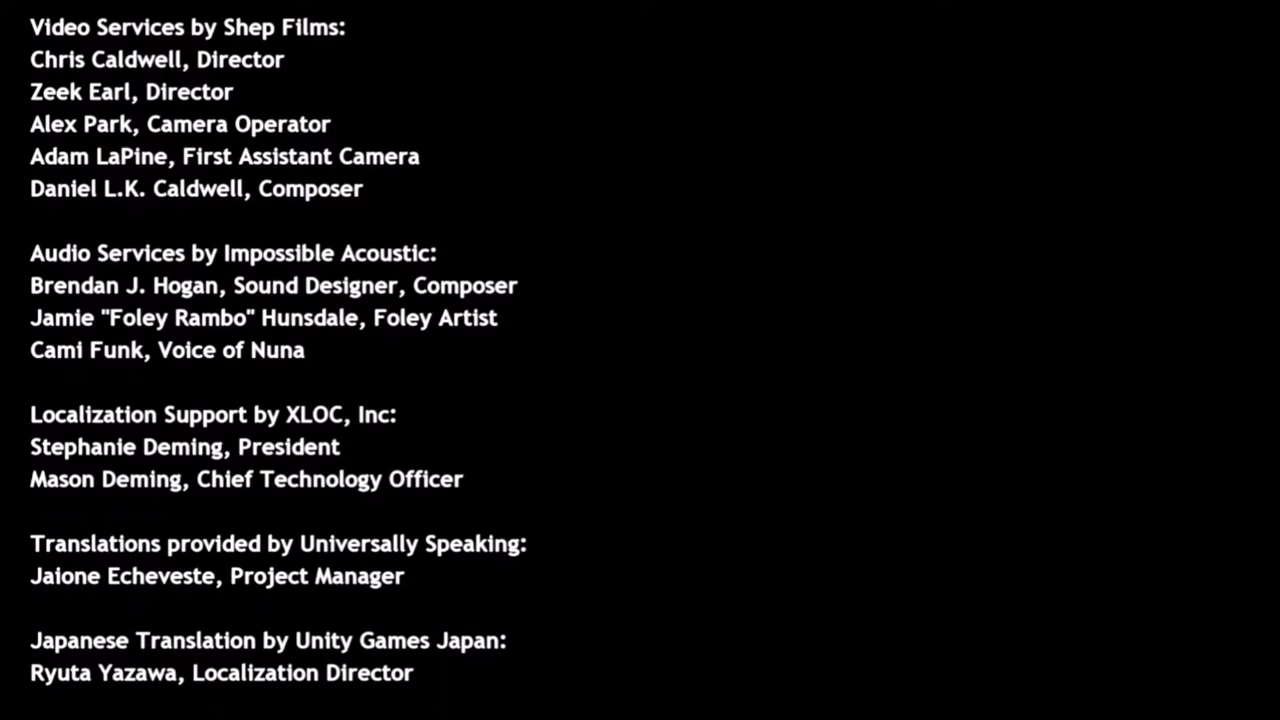 Video Services by Shep Films:
Chris Caldwell, Director
Zeek Earl, Director
Alex Park, Camera Operator
Adam LaPine, First Assistant Camera
Daniel L.K. Caldwell, Composer
Audio Services by Impossible Acoustic:
Brendan J. Hogan, Sound Designer, Composer
Jamie "Foley Rambo" Hunsdale, Foley Artist
Cami Funk, Voice of Nuna
Localization Support by XLOC, Inc:
Stephanie Deming, President
Mason Deming, Chief Technology Officer
Translations provided by Universally Speaking:
Jaione Echeveste, Project Manager
Japanese Translation by Unity Games Japan:
Ryuta Yazawa, Localization Director